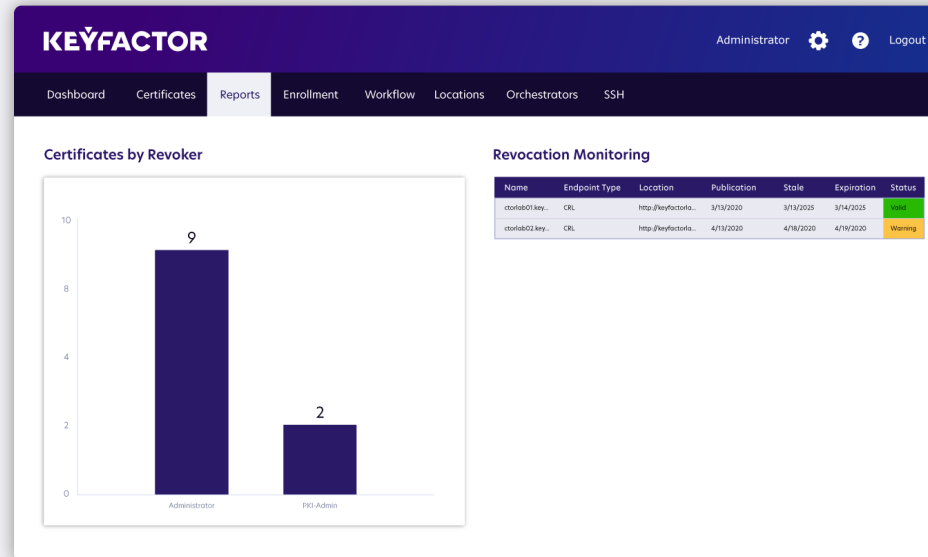 KEYFACTOR
Administrator ? Logout
Dashboard Certificates Reports Enrollment Workflow Locations Orchestrators SSH
Certificates by Revoker
10
8
4
2
0
9
2
Administrator PKI-Admin
Revocation Monitoring
Name Endpoint Type Location Publication Stale Expiration Status
ctorlab01.key... CRL http://keyfactorla... 3/13/2020 3/13/2025 3/14/2025 Valid
ctorlab02.key... CRL http://keyfactorla... 4/13/2020 4/18/2020 4/19/2020 Warning